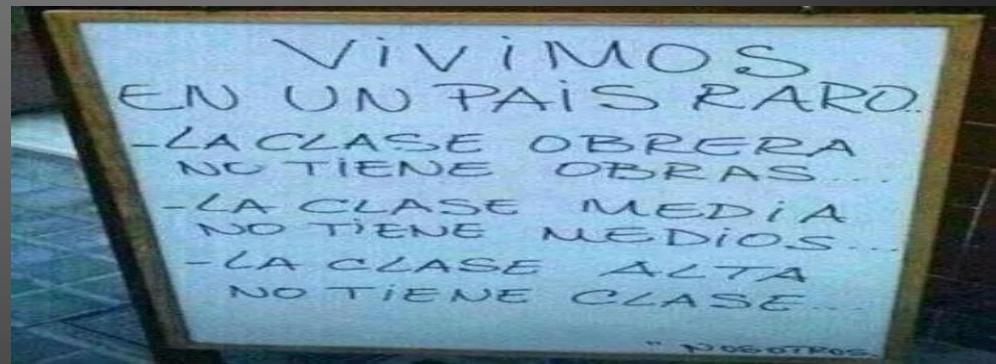 ViViMOS
EN UN PAiS RARO..
-LA CLASE OBRERA
NO TiENE OBRAS....
-LA CLASE MEDiA
NO TiENE MEDiOS...
-LA CLASE ALTA
NO TiENE CLASE...
" NOSOTROS